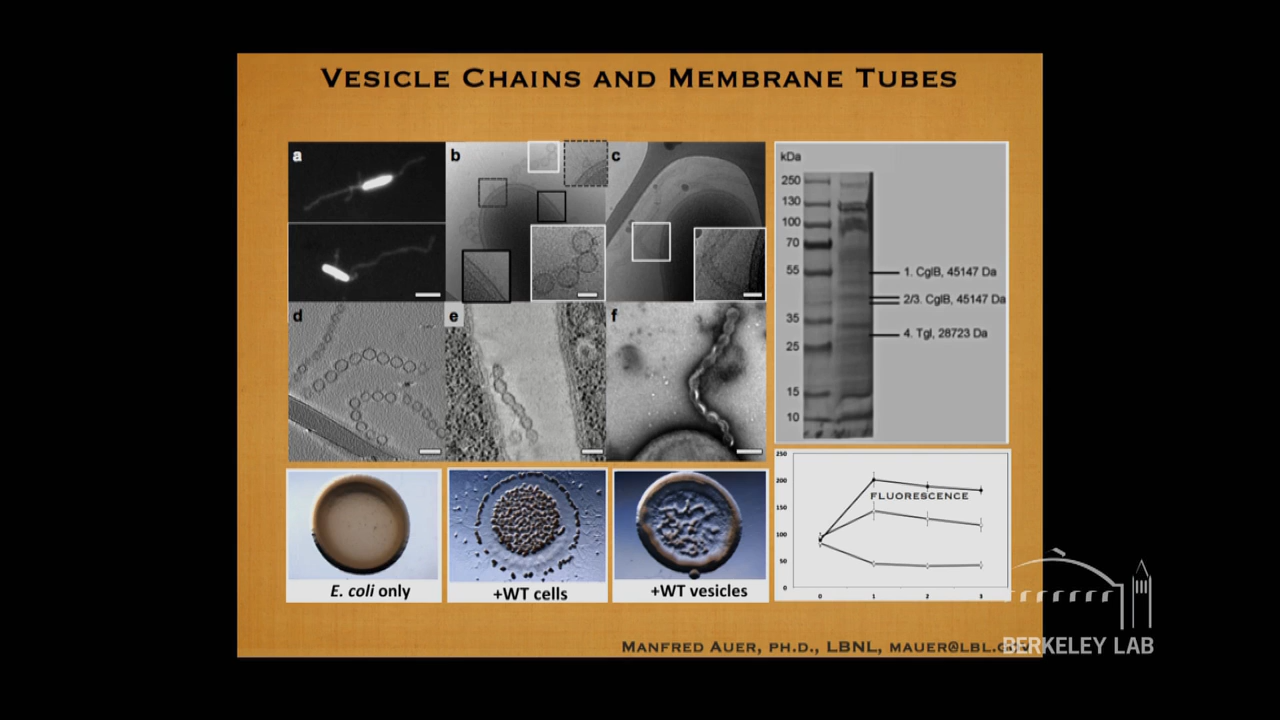 VESICLE CHAINS AND MEMBRANE TUBES
a
b
c
d
e
f
kDa
250
130
100
70
55
35
25
15
10
1. CglB, 45147 Da
2/3. CglB, 45147 Da
4. Tgl, 28723 Da
E. coli only
+WT cells
+WT vesicles
250
200
150
100
50
0
FLUORESCENCE
0 1 2 3
MANFRED AUER, PH.D., LBNL, MAUER@LBL.G
BERKELEY LAB